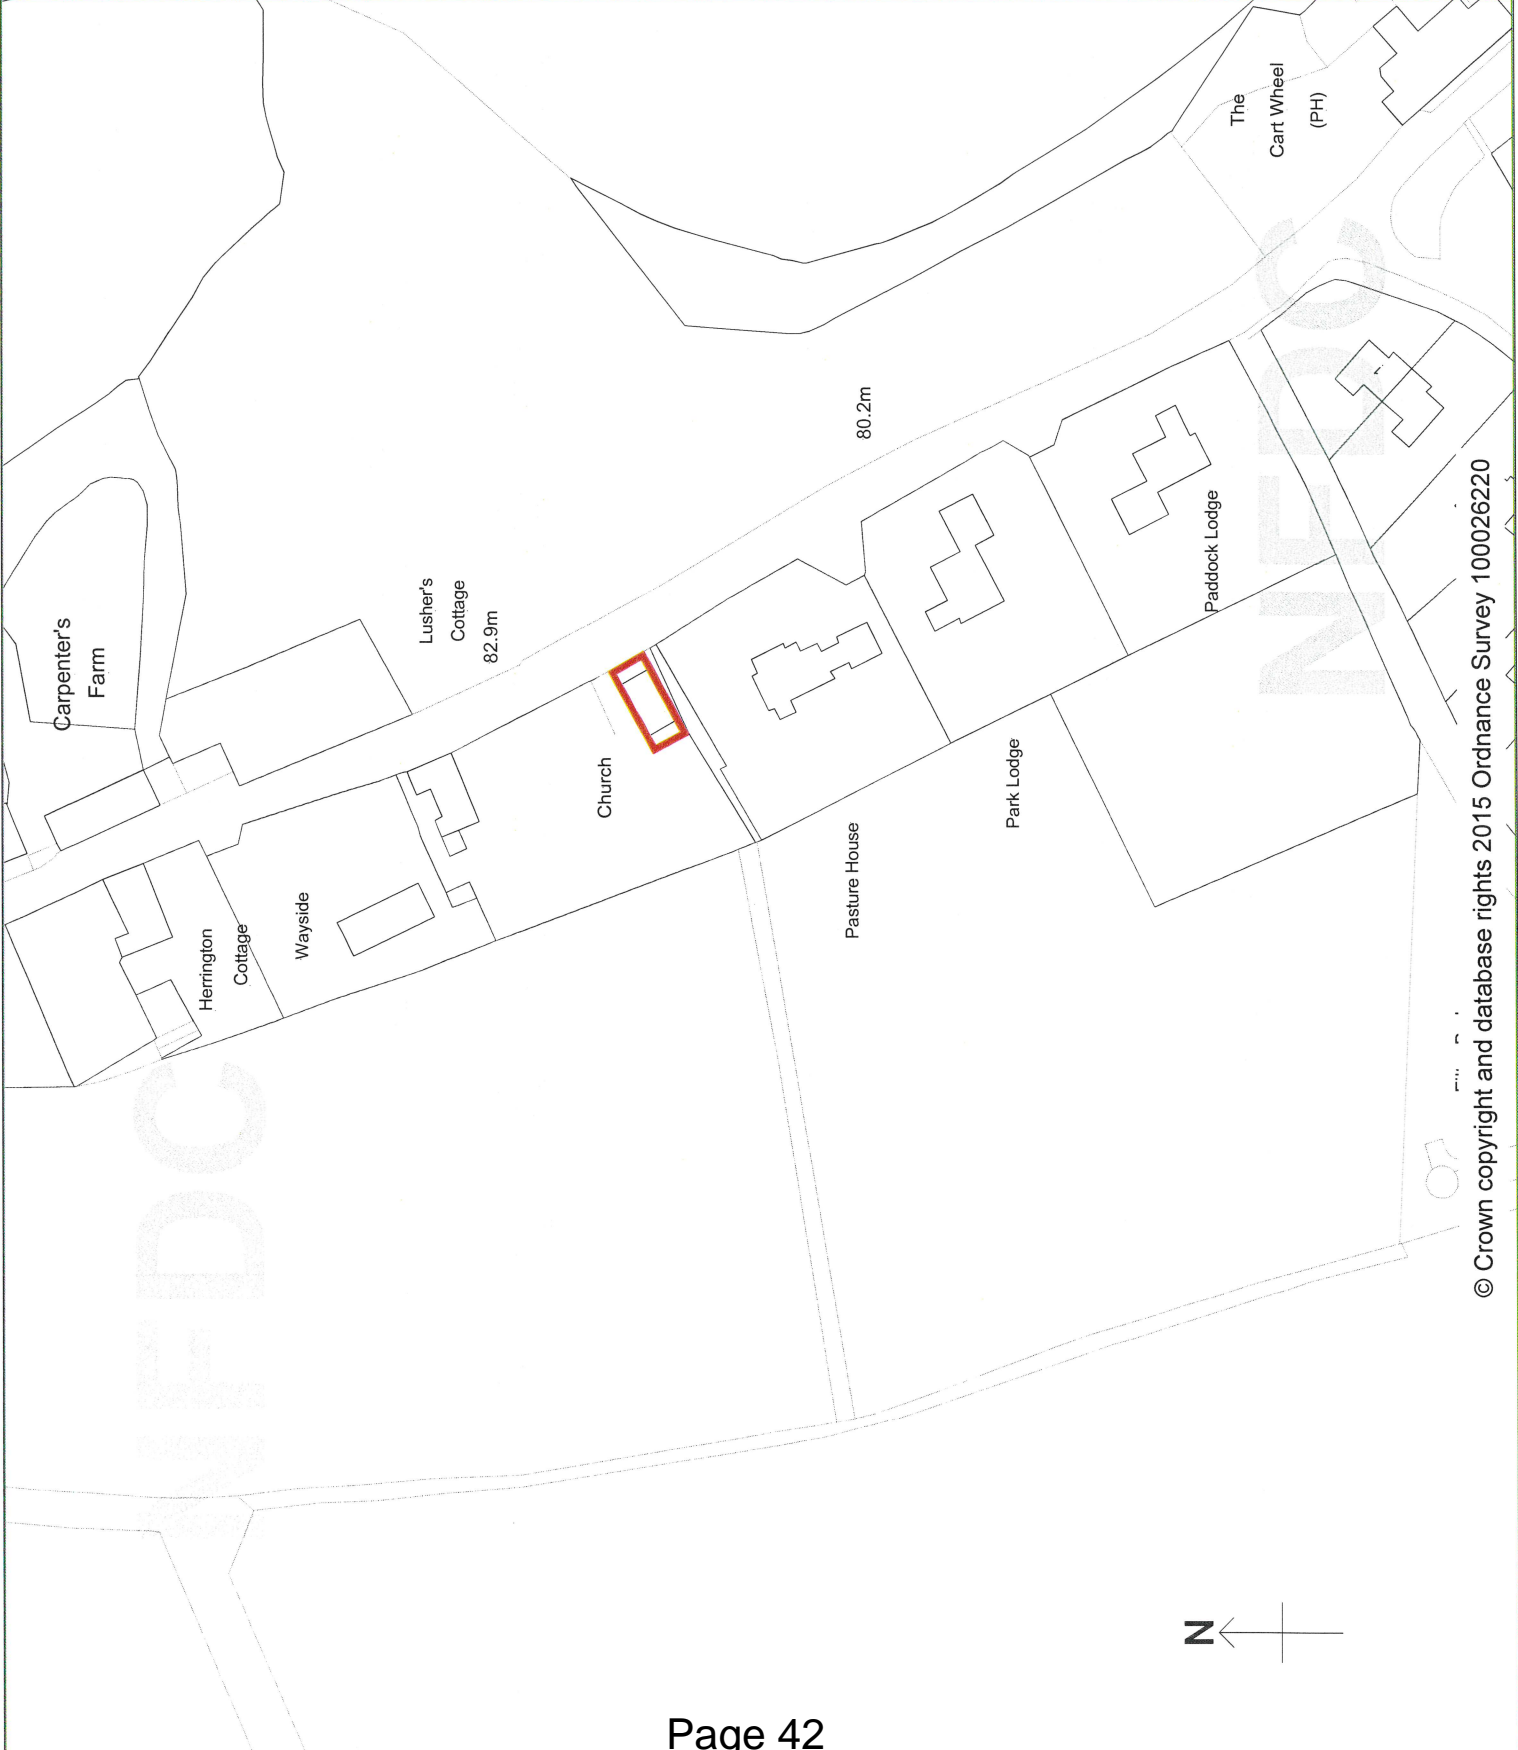 Carpenter's
Farm
Lusher's
Cottage
82.9m
80.2m
The
Cart Wheel
(PH)
Church
Wayside
Herrington
Cottage
Pasture House
Park Lodge
Paddock Lodge
NFDC
NFDC
N
© Crown copyright and database rights 2015 Ordnance Survey 100026220
Page 42